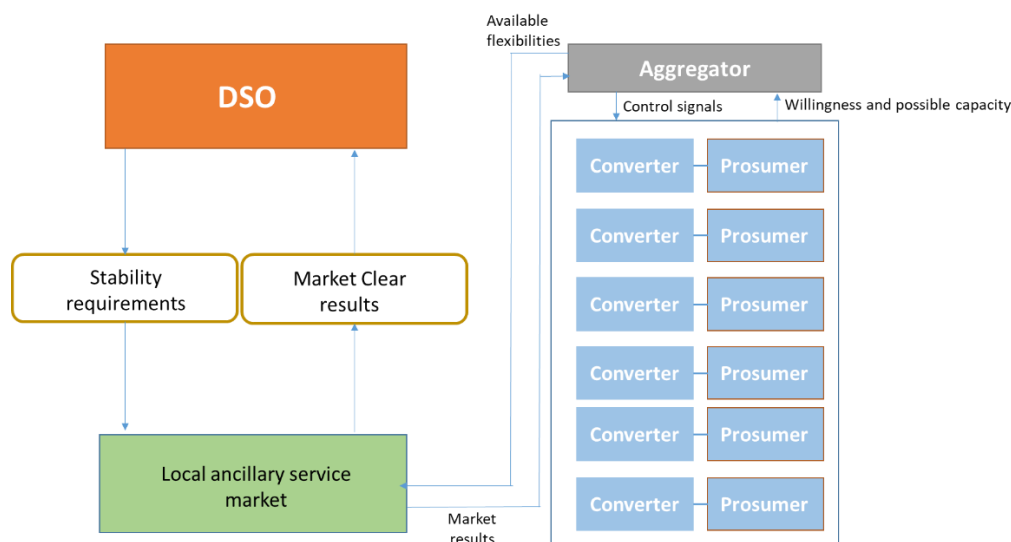 Available
flexibilities
DSO
Aggregator
Control signals
Willingness and possible capacity
Converter
Prosumer
Converter
Prosumer
Stability
requirements
Market Clear
results
Converter
Prosumer
Converter
Prosumer
Converter
Prosumer
Local ancillary service
market
Converter
Prosumer
Market
results